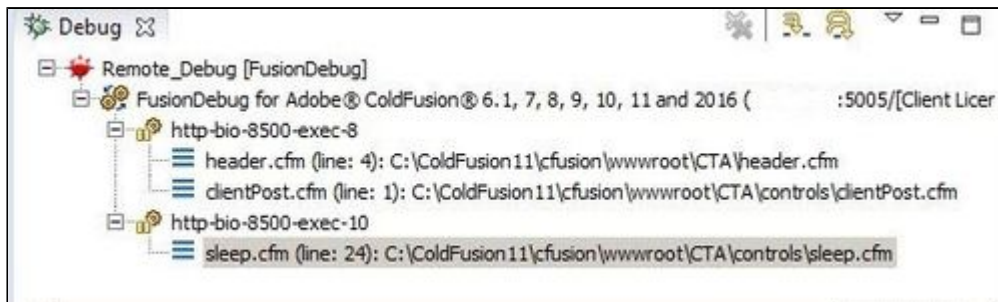 Debug
Remote_Debug [FusionDebug]
FusionDebug for Adobe® ColdFusion® 6.1, 7, 8, 9, 10, 11 and 2016 ( :5005/[Client Licer
http-bio-8500-exec-8
header.cfm (line: 4): C:\ColdFusion11\cfusion\wwwroot\CTA\header.cfm
clientPost.cfm (line: 1): C:\ColdFusion11\cfusion\wwwroot\CTA\controls\clientPost.cfm
http-bio-8500-exec-10
sleep.cfm (line: 24): C:\ColdFusion11\cfusion\wwwroot\CTA\controls\sleep.cfm